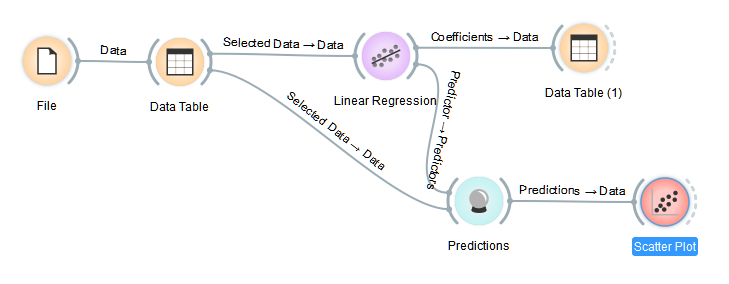 Data
Selected Data → Data
Coefficients → Data
File
Data Table
Linear Regression
Data Table (1)
Selected Data → Data
Predictor → Predictors
Predictions → Data
Predictions
Scatter Plot